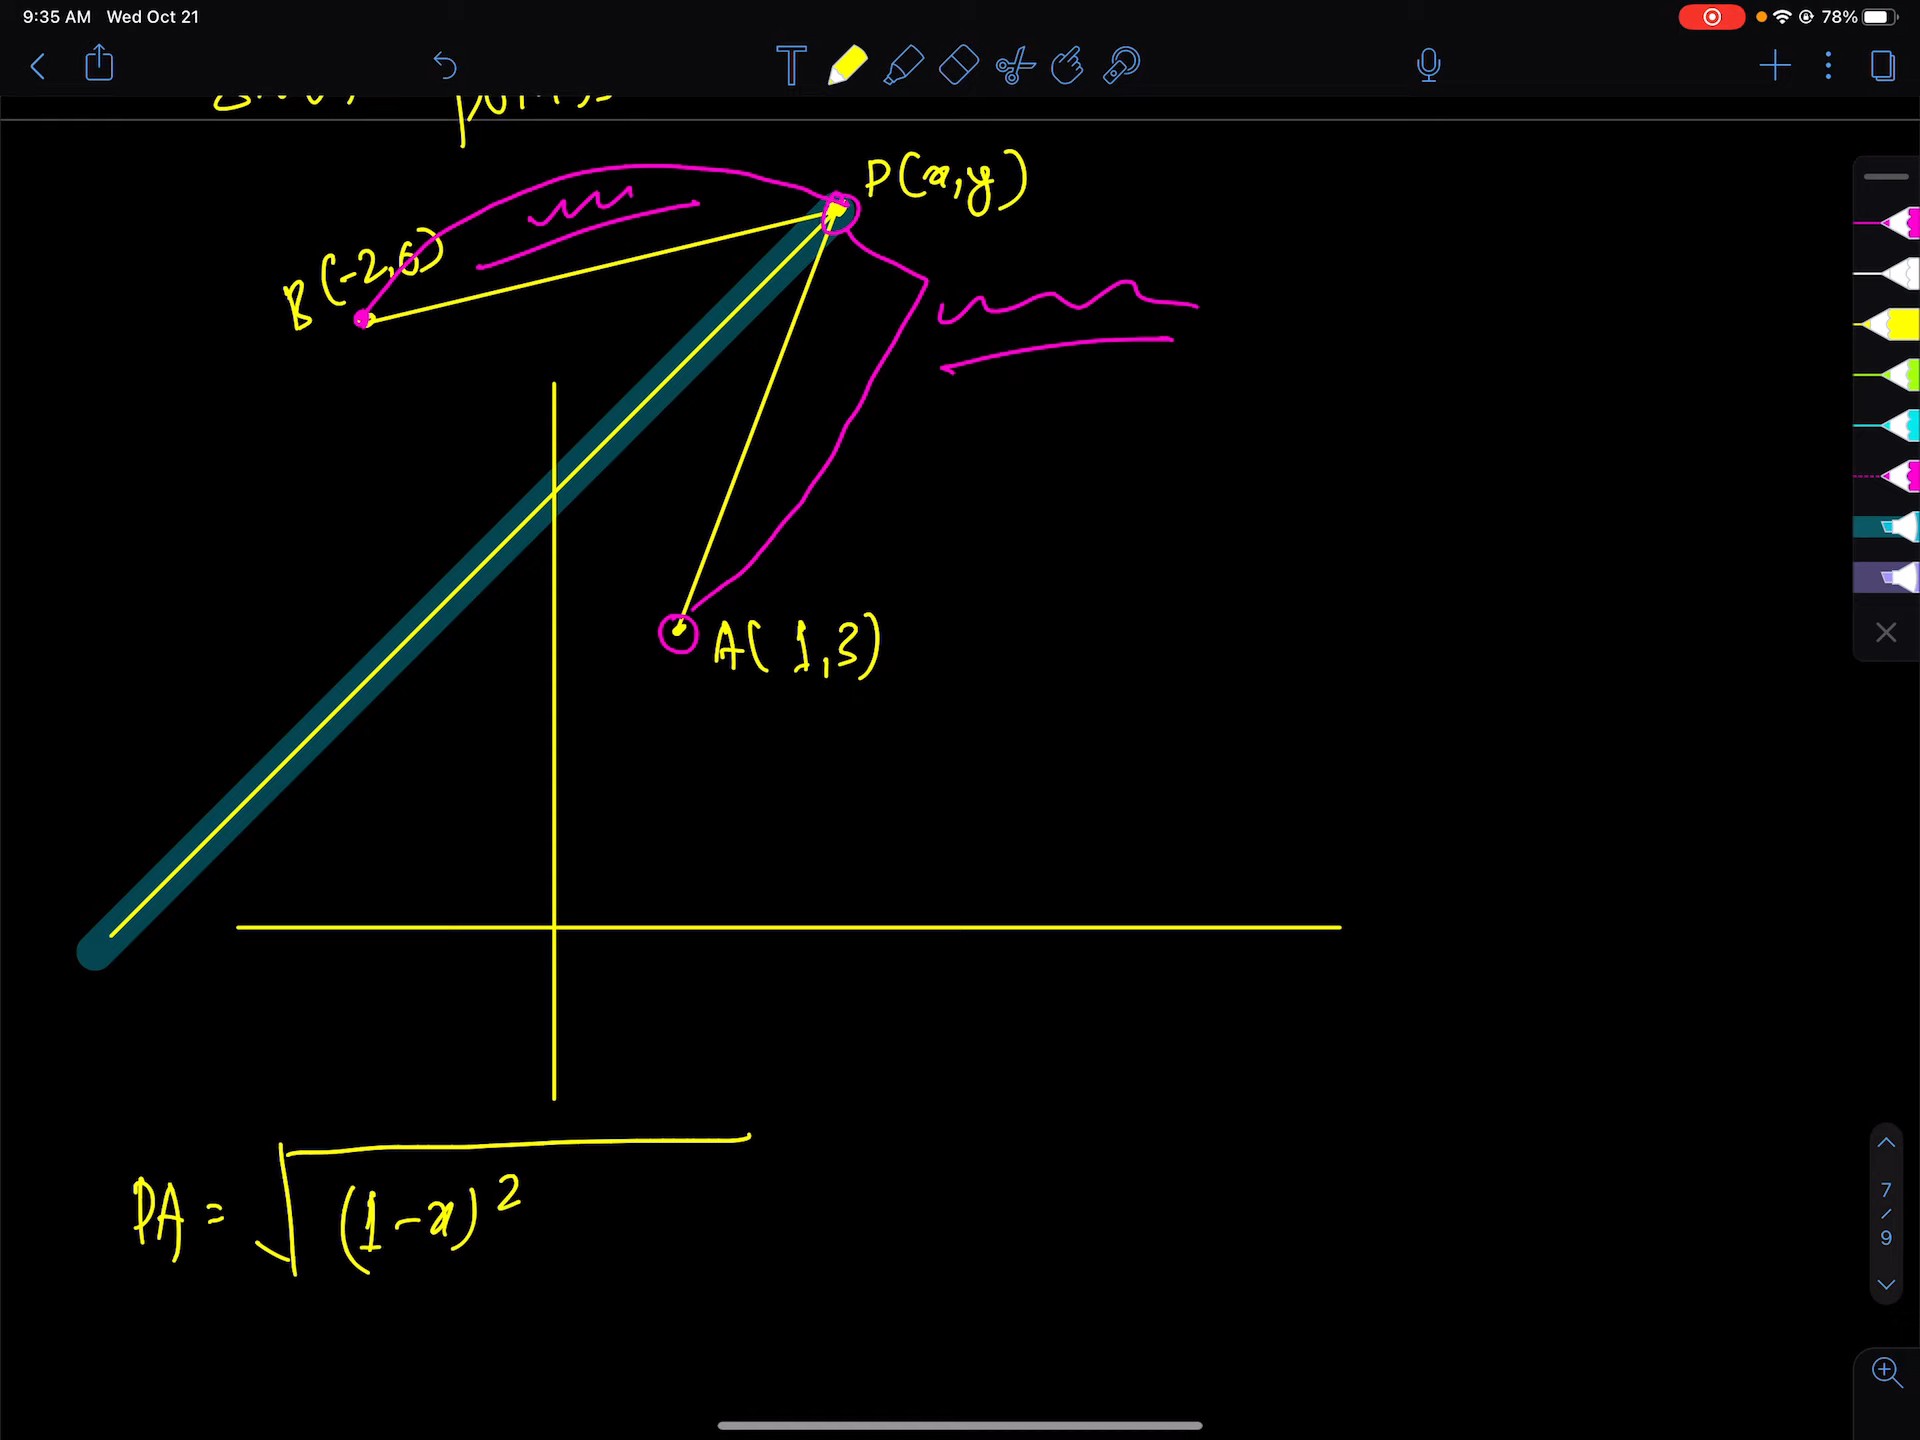 9:35 AM Wed Oct 21
78%
P(x,y)
B(-2,6)
A(1,3)
7
/
9
PA = √(1-x)²